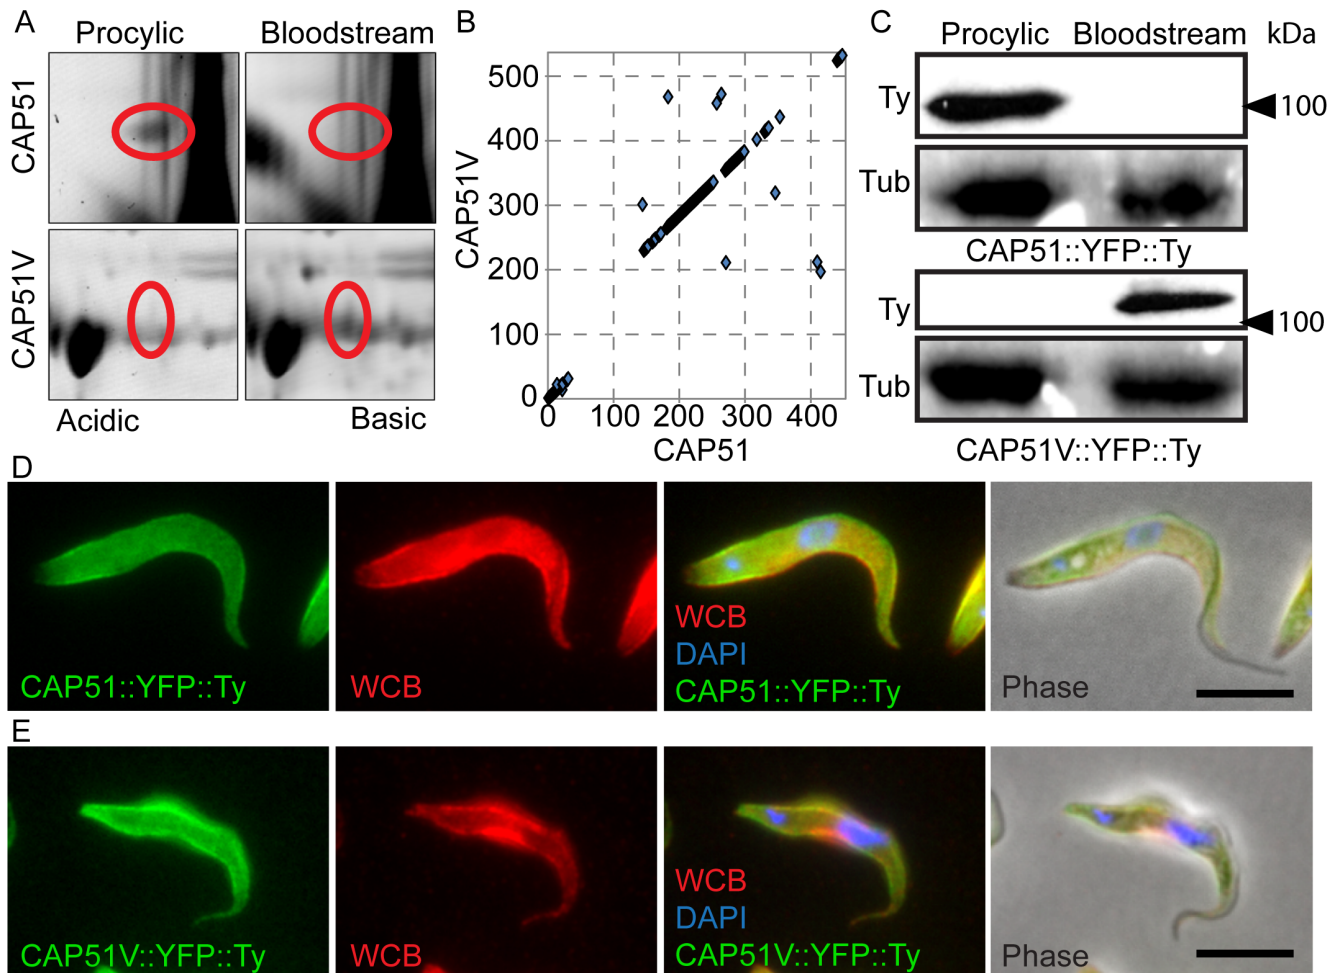 A
Procylic Bloodstream
CAP51
CAP51V
Acidic Basic
B
CAP51V
500
400
300
200
100
0
0 100 200 300 400
CAP51
C
Procylic Bloodstream kDa
Ty 100
Tub
CAP51::YFP::Ty
Ty 100
Tub
CAP51V::YFP::Ty
D
CAP51::YFP::Ty
WCB
WCB
DAPI
CAP51::YFP::Ty
Phase
E
CAP51V::YFP::Ty
WCB
WCB
DAPI
CAP51V::YFP::Ty
Phase